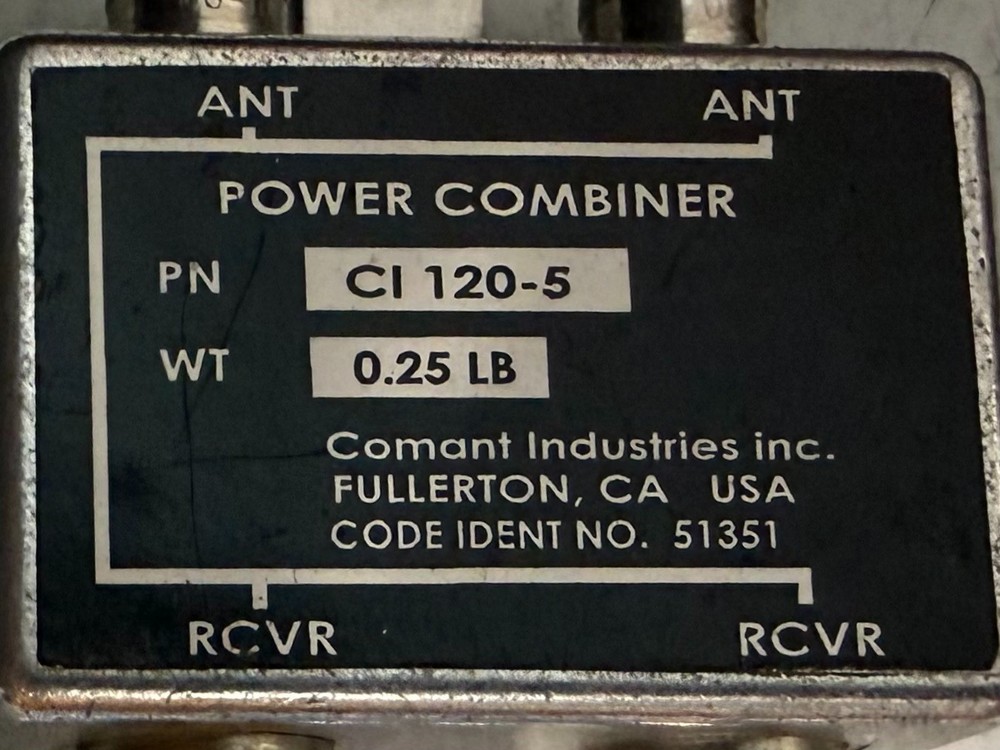 ANT ANT
POWER COMBINER
PN CI 120-5
WT 0.25 LB
Comant Industries inc.
FULLERTON, CA USA
CODE IDENT NO. 51351
RCVR RCVR